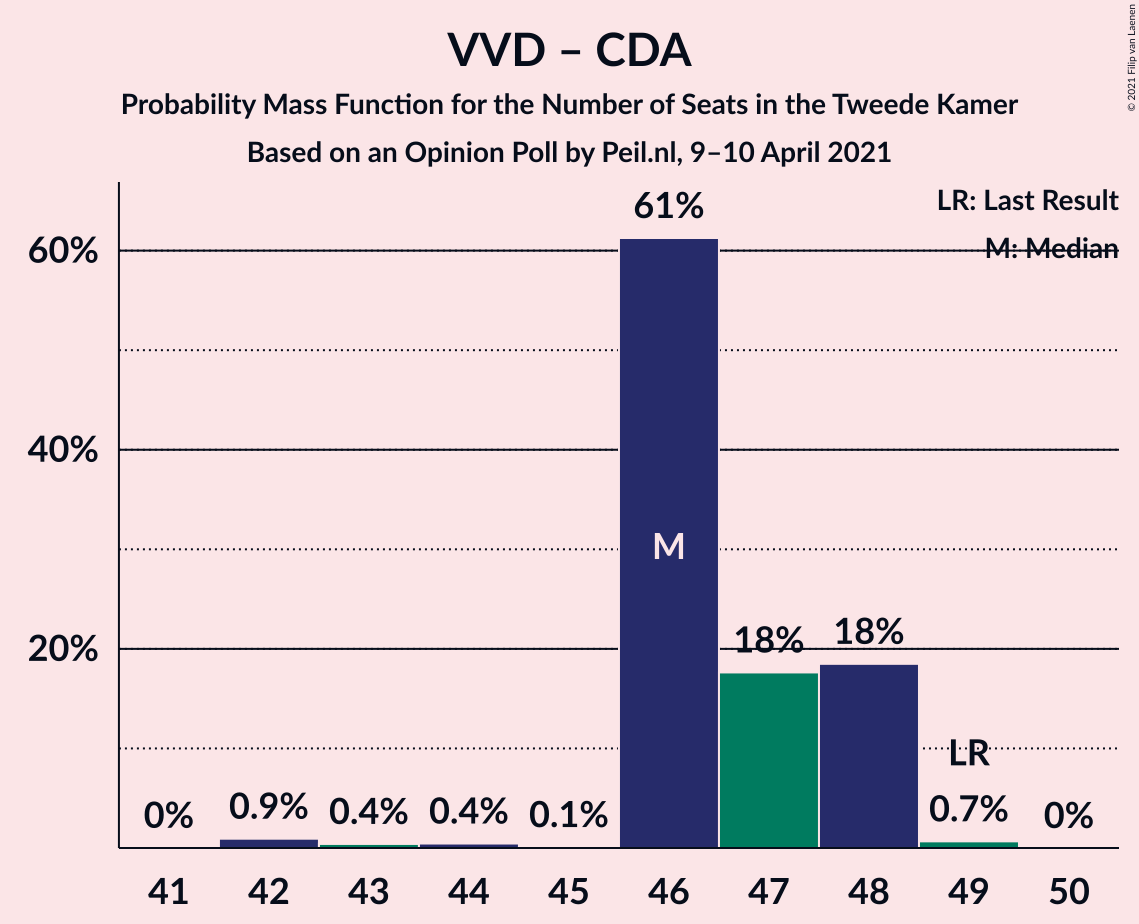 VVD – CDA
Probability Mass Function for the Number of Seats in the Tweede Kamer
Based on an Opinion Poll by Peil.nl, 9–10 April 2021
© 2021 Filip van Laenen
LR: Last Result
M: Median
60%
40%
20%
61%
M
18%
18%
LR
0%
0.9%
0.4%
0.4%
0.1%
0.7%
0%
41 42 43 44 45 46 47 48 49 50